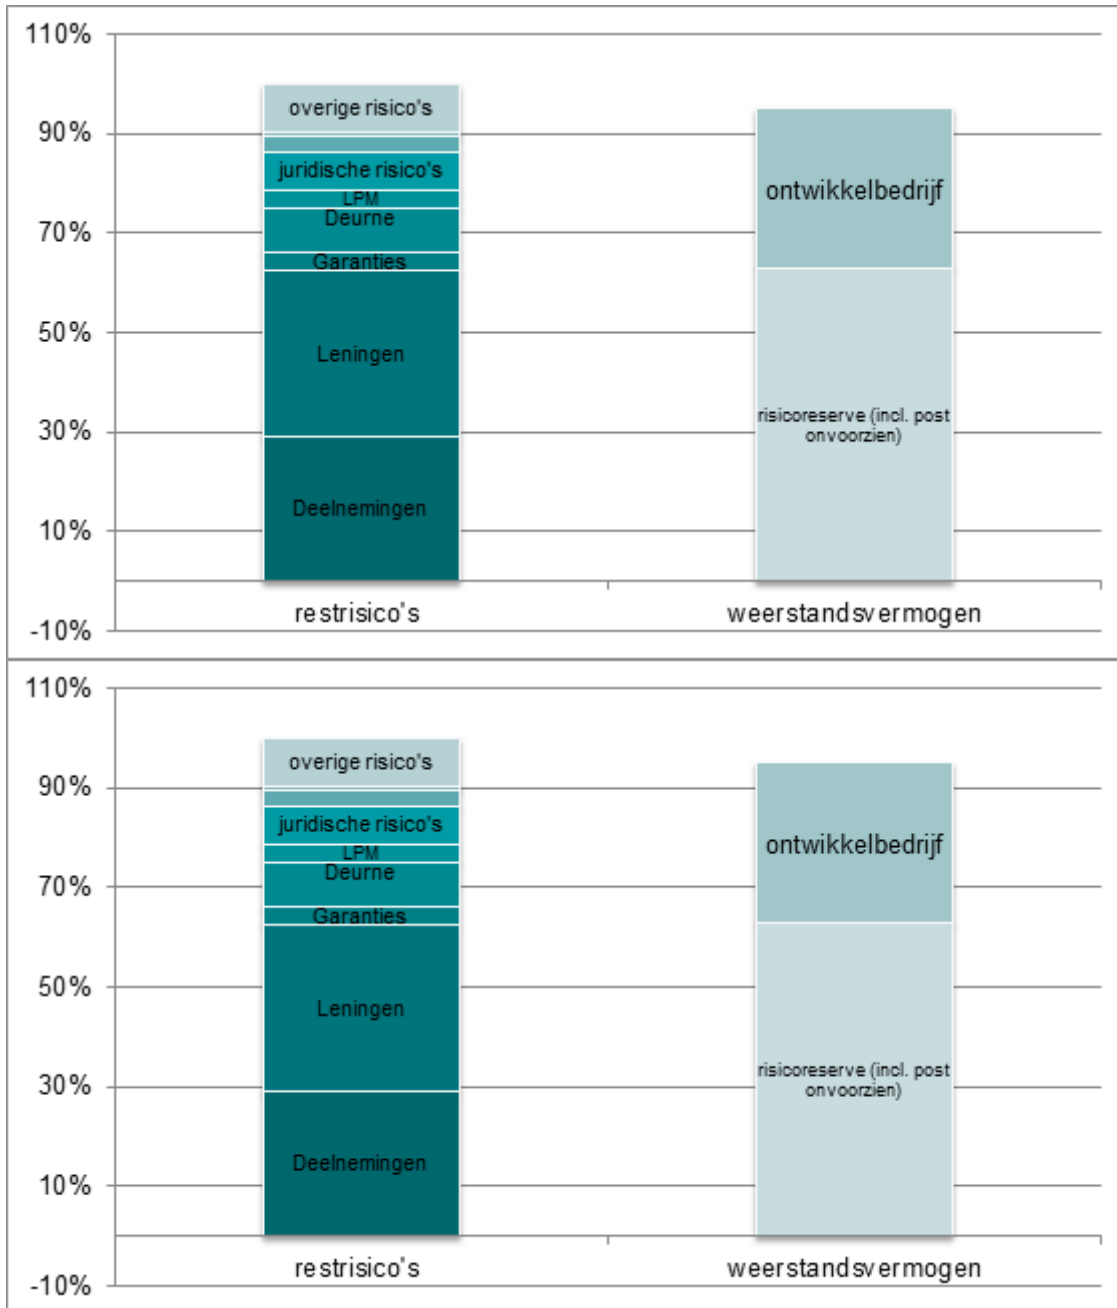 110%
90%
70%
50%
30%
10%
-10%
overige risico's
juridische risico's
LPM
Deurne
Garanties
Leningen
Deelnemingen
ontwikkelbedrijf
risicoreserve (incl. post
onvoorzien)
restrisico's
weerstandsvermogen
110%
90%
70%
50%
30%
10%
-10%
overige risico's
juridische risico's
LPM
Deurne
Garanties
Leningen
Deelnemingen
ontwikkelbedrijf
risicoreserve (incl. post
onvoorzien)
restrisico's
weerstandsvermogen